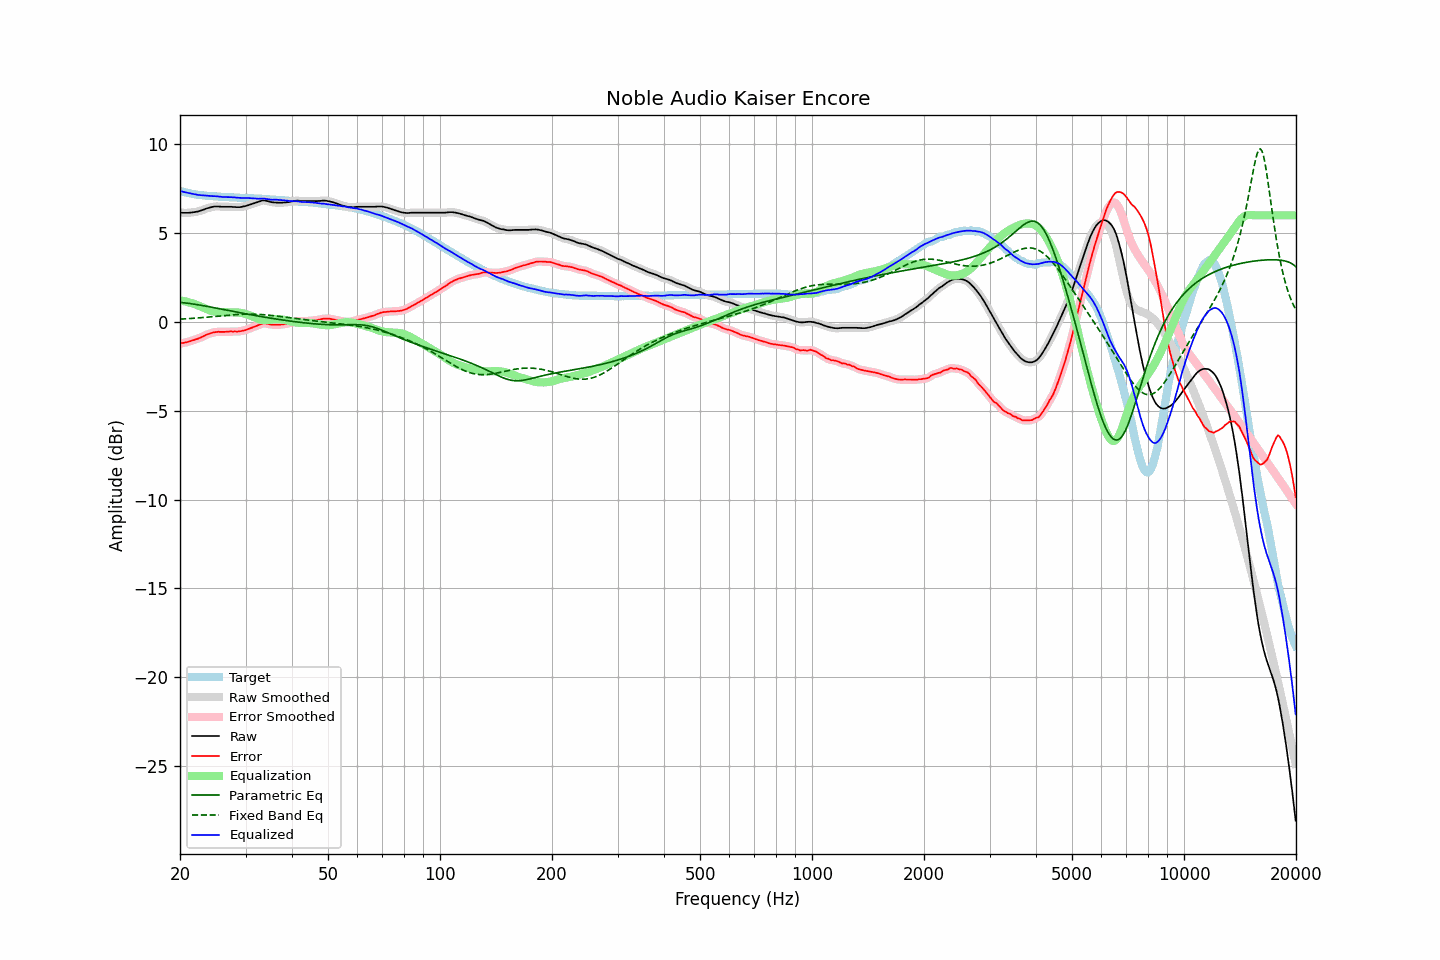 Noble Audio Kaiser Encore
10
5
0
−5
−10
−15
−20
−25
Amplitude (dBr)
Target
Raw Smoothed
Error Smoothed
Raw
Error
Equalization
Parametric Eq
Fixed Band Eq
Equalized
20 50 100 200 500 1000 2000 5000 10000 20000
Frequency (Hz)